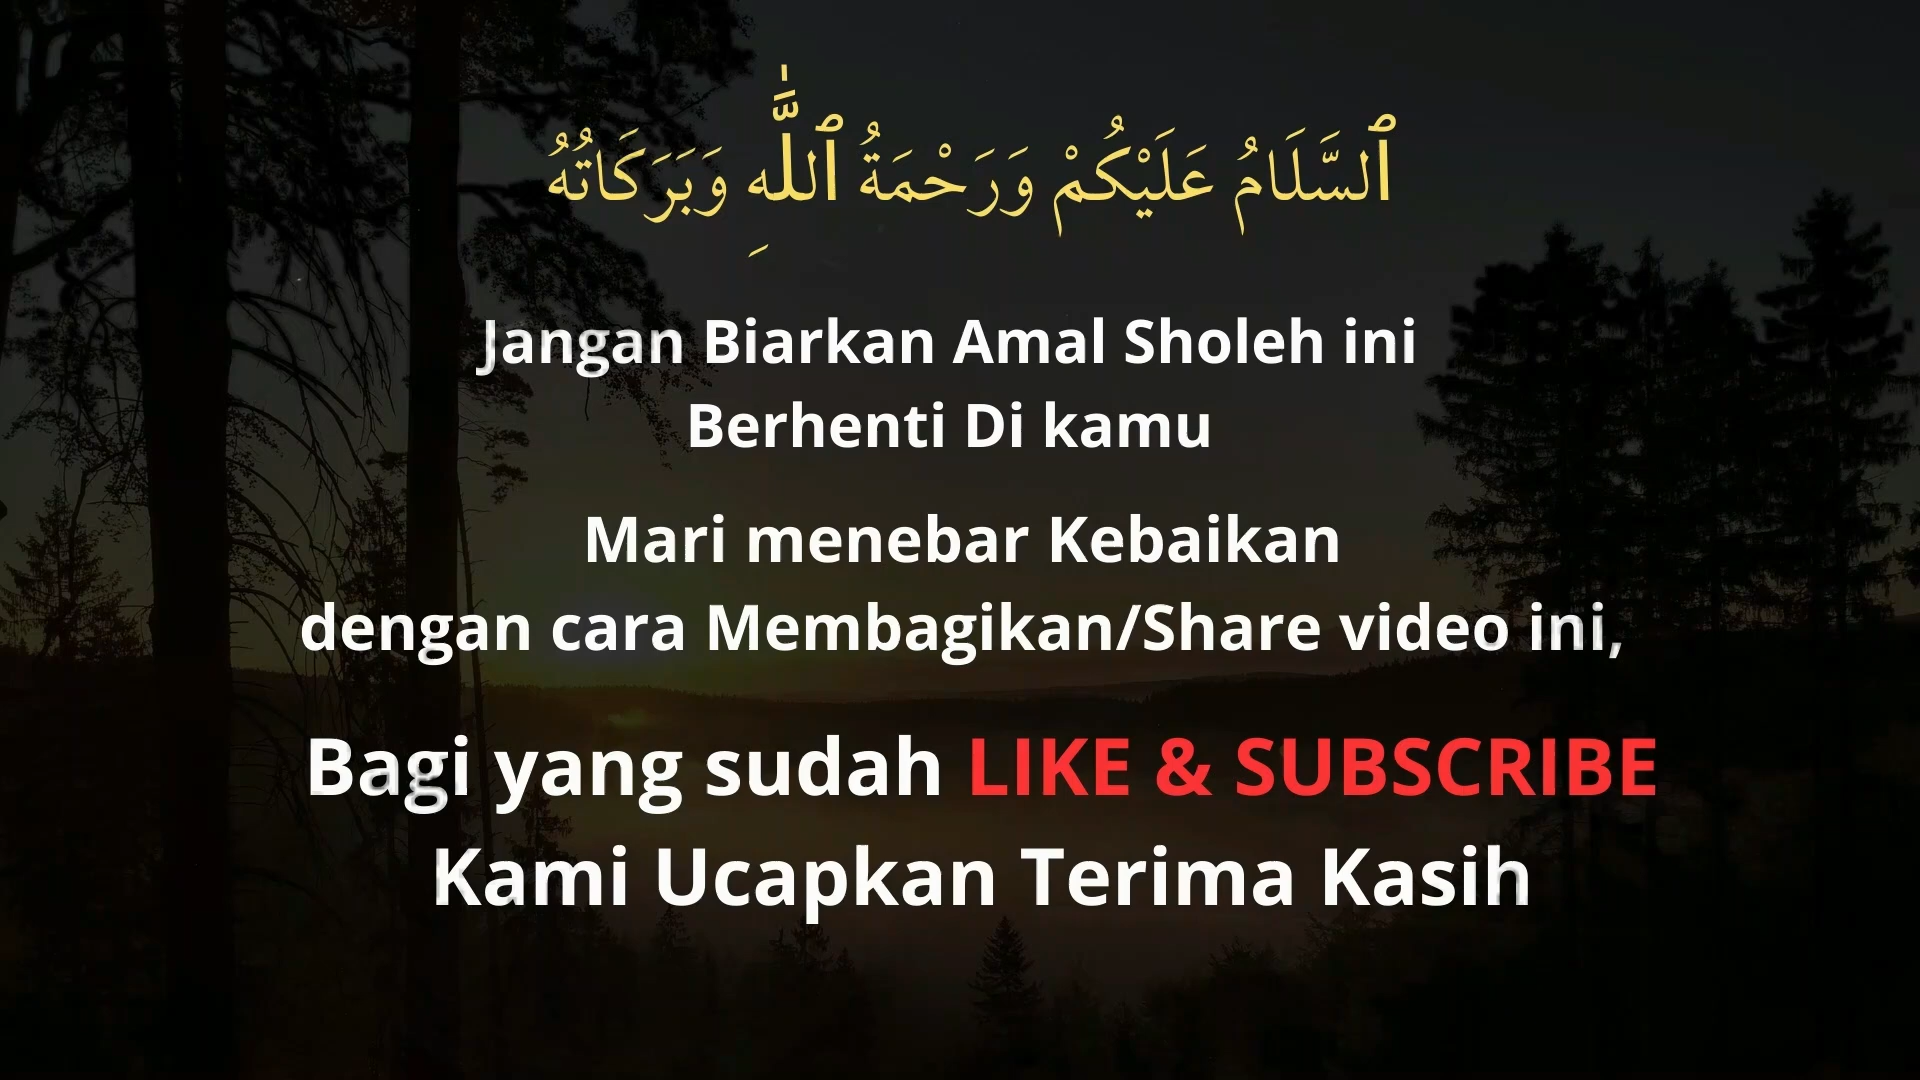 ٱلسَّلَامُ عَلَيْكُمْ وَرَحْمَةُ ٱللَّٰهِ وَبَرَكَاتُهُ
Jangan Biarkan Amal Sholeh ini
Berhenti Di kamu
Mari menebar Kebaikan
dengan cara Membagikan/Share video ini,
Bagi yang sudah LIKE & SUBSCRIBE
Kami Ucapkan Terima Kasih